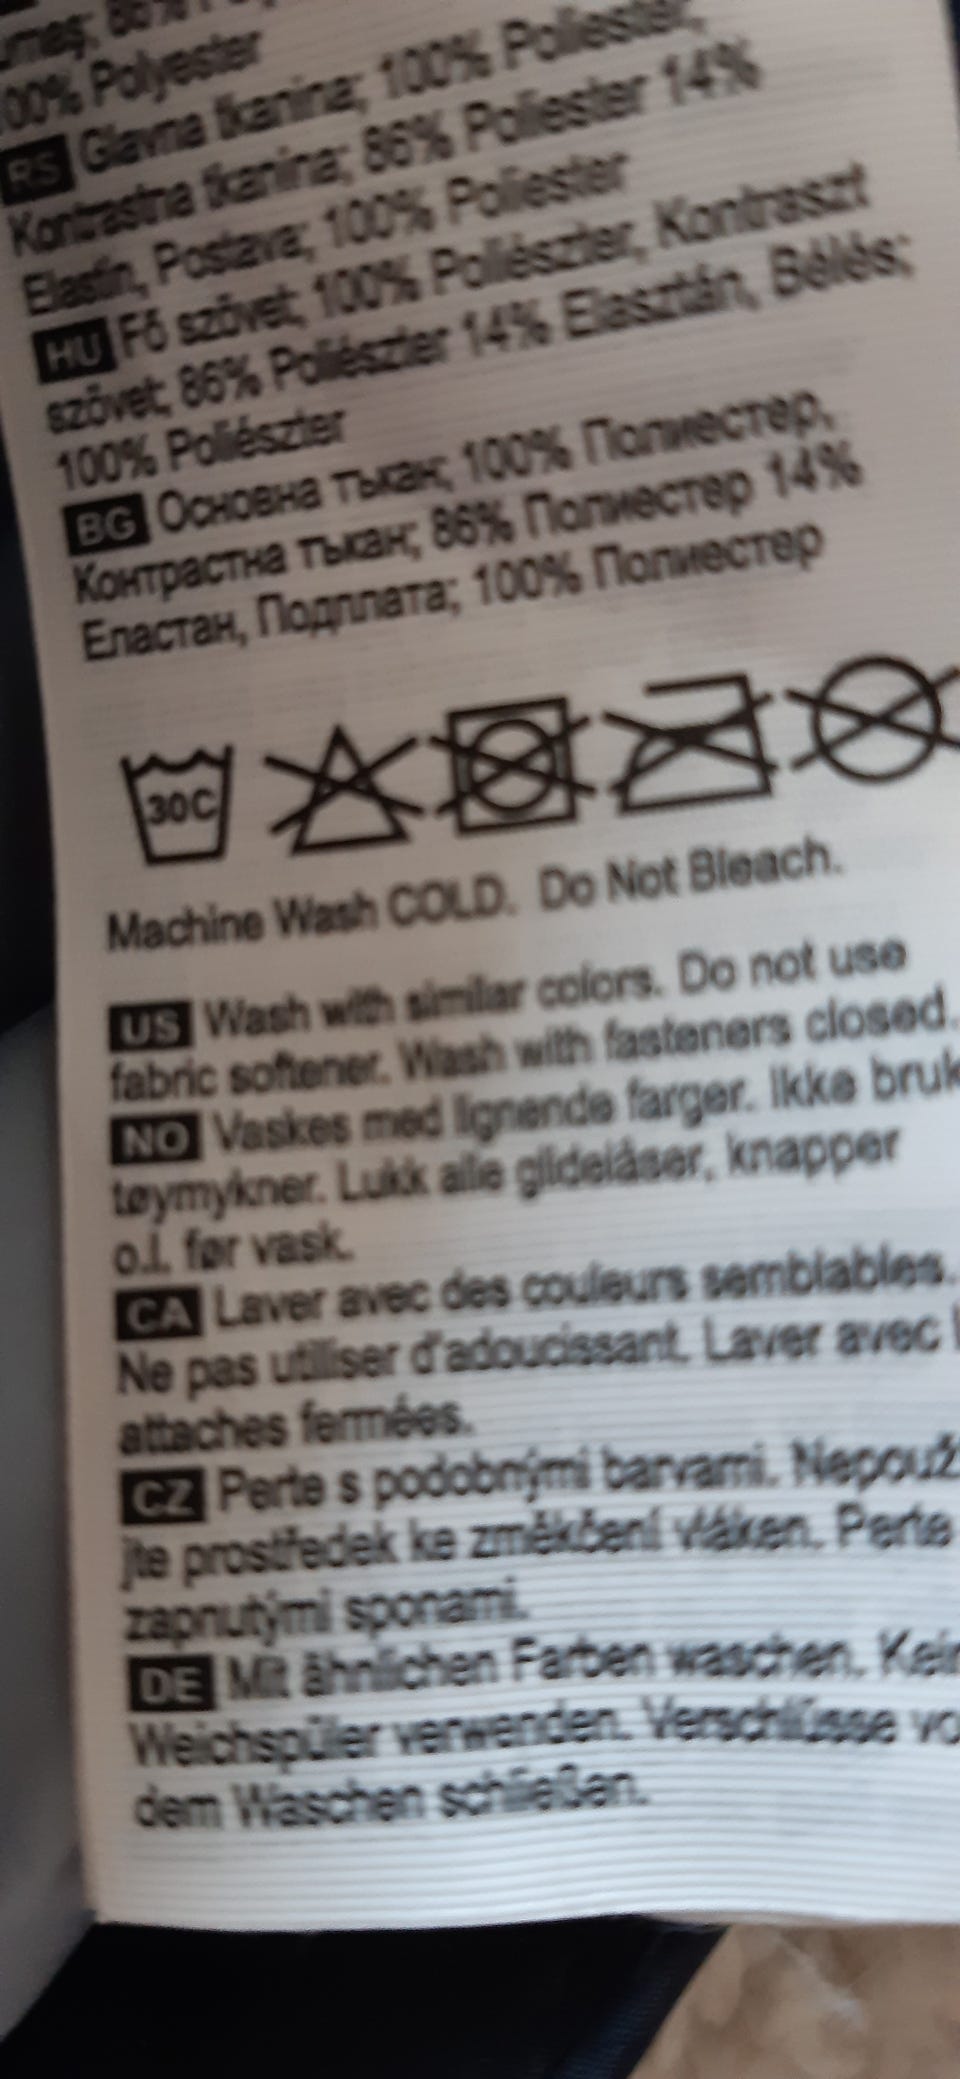 100% Polyester
RS Glavna tkanina; 100% Poliester,
Kontrastna tkanina; 86% Poliester 14%
Elastin, Postava; 100% Poliester
HU Fő szövet; 100% Poliészter, Kontraszt
szövet; 86% Poliészter 14% Elasztán, Bélés;
100% Poliészter
BG Основна тъкан; 100% Полиестер,
Контрастна тъкан; 86% Полиестер 14%
Еластан, Подплата; 100% Полиестер
30C
Machine Wash COLD. Do Not Bleach.
US Wash with similar colors. Do not use
fabric softener. Wash with fasteners closed.
NO Vaskes med lignende farger. Ikke bruk
tøymykner. Lukk alle glidelåser, knapper
o.l. før vask.
CA Laver avec des couleurs semblables.
Ne pas utiliser d'adoucissant. Laver avec l
attaches fermées.
CZ Perte s podobnými barvami. Nepouží
jte prostředek ke změkčení vláken. Perte
zapnutými sponami.
DE Mit ähnlichen Farben waschen. Kein
Weichspüler verwenden. Verschlüsse vo
dem Waschen schließen.